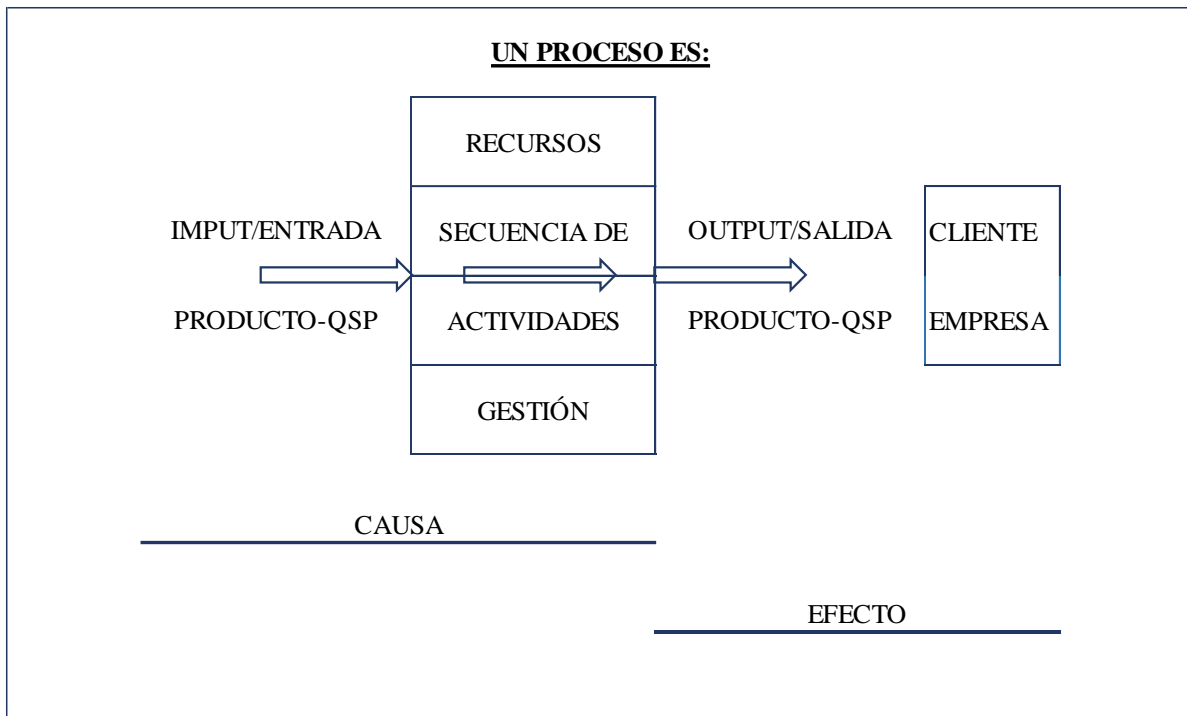 UN PROCESO ES:
RECURSOS
IMPUT/ENTRADA
SECUENCIA DE
OUTPUT/SALIDA
CLIENTE
PRODUCTO-QSP
ACTIVIDADES
PRODUCTO-QSP
EMPRESA
GESTIÓN
CAUSA
EFECTO